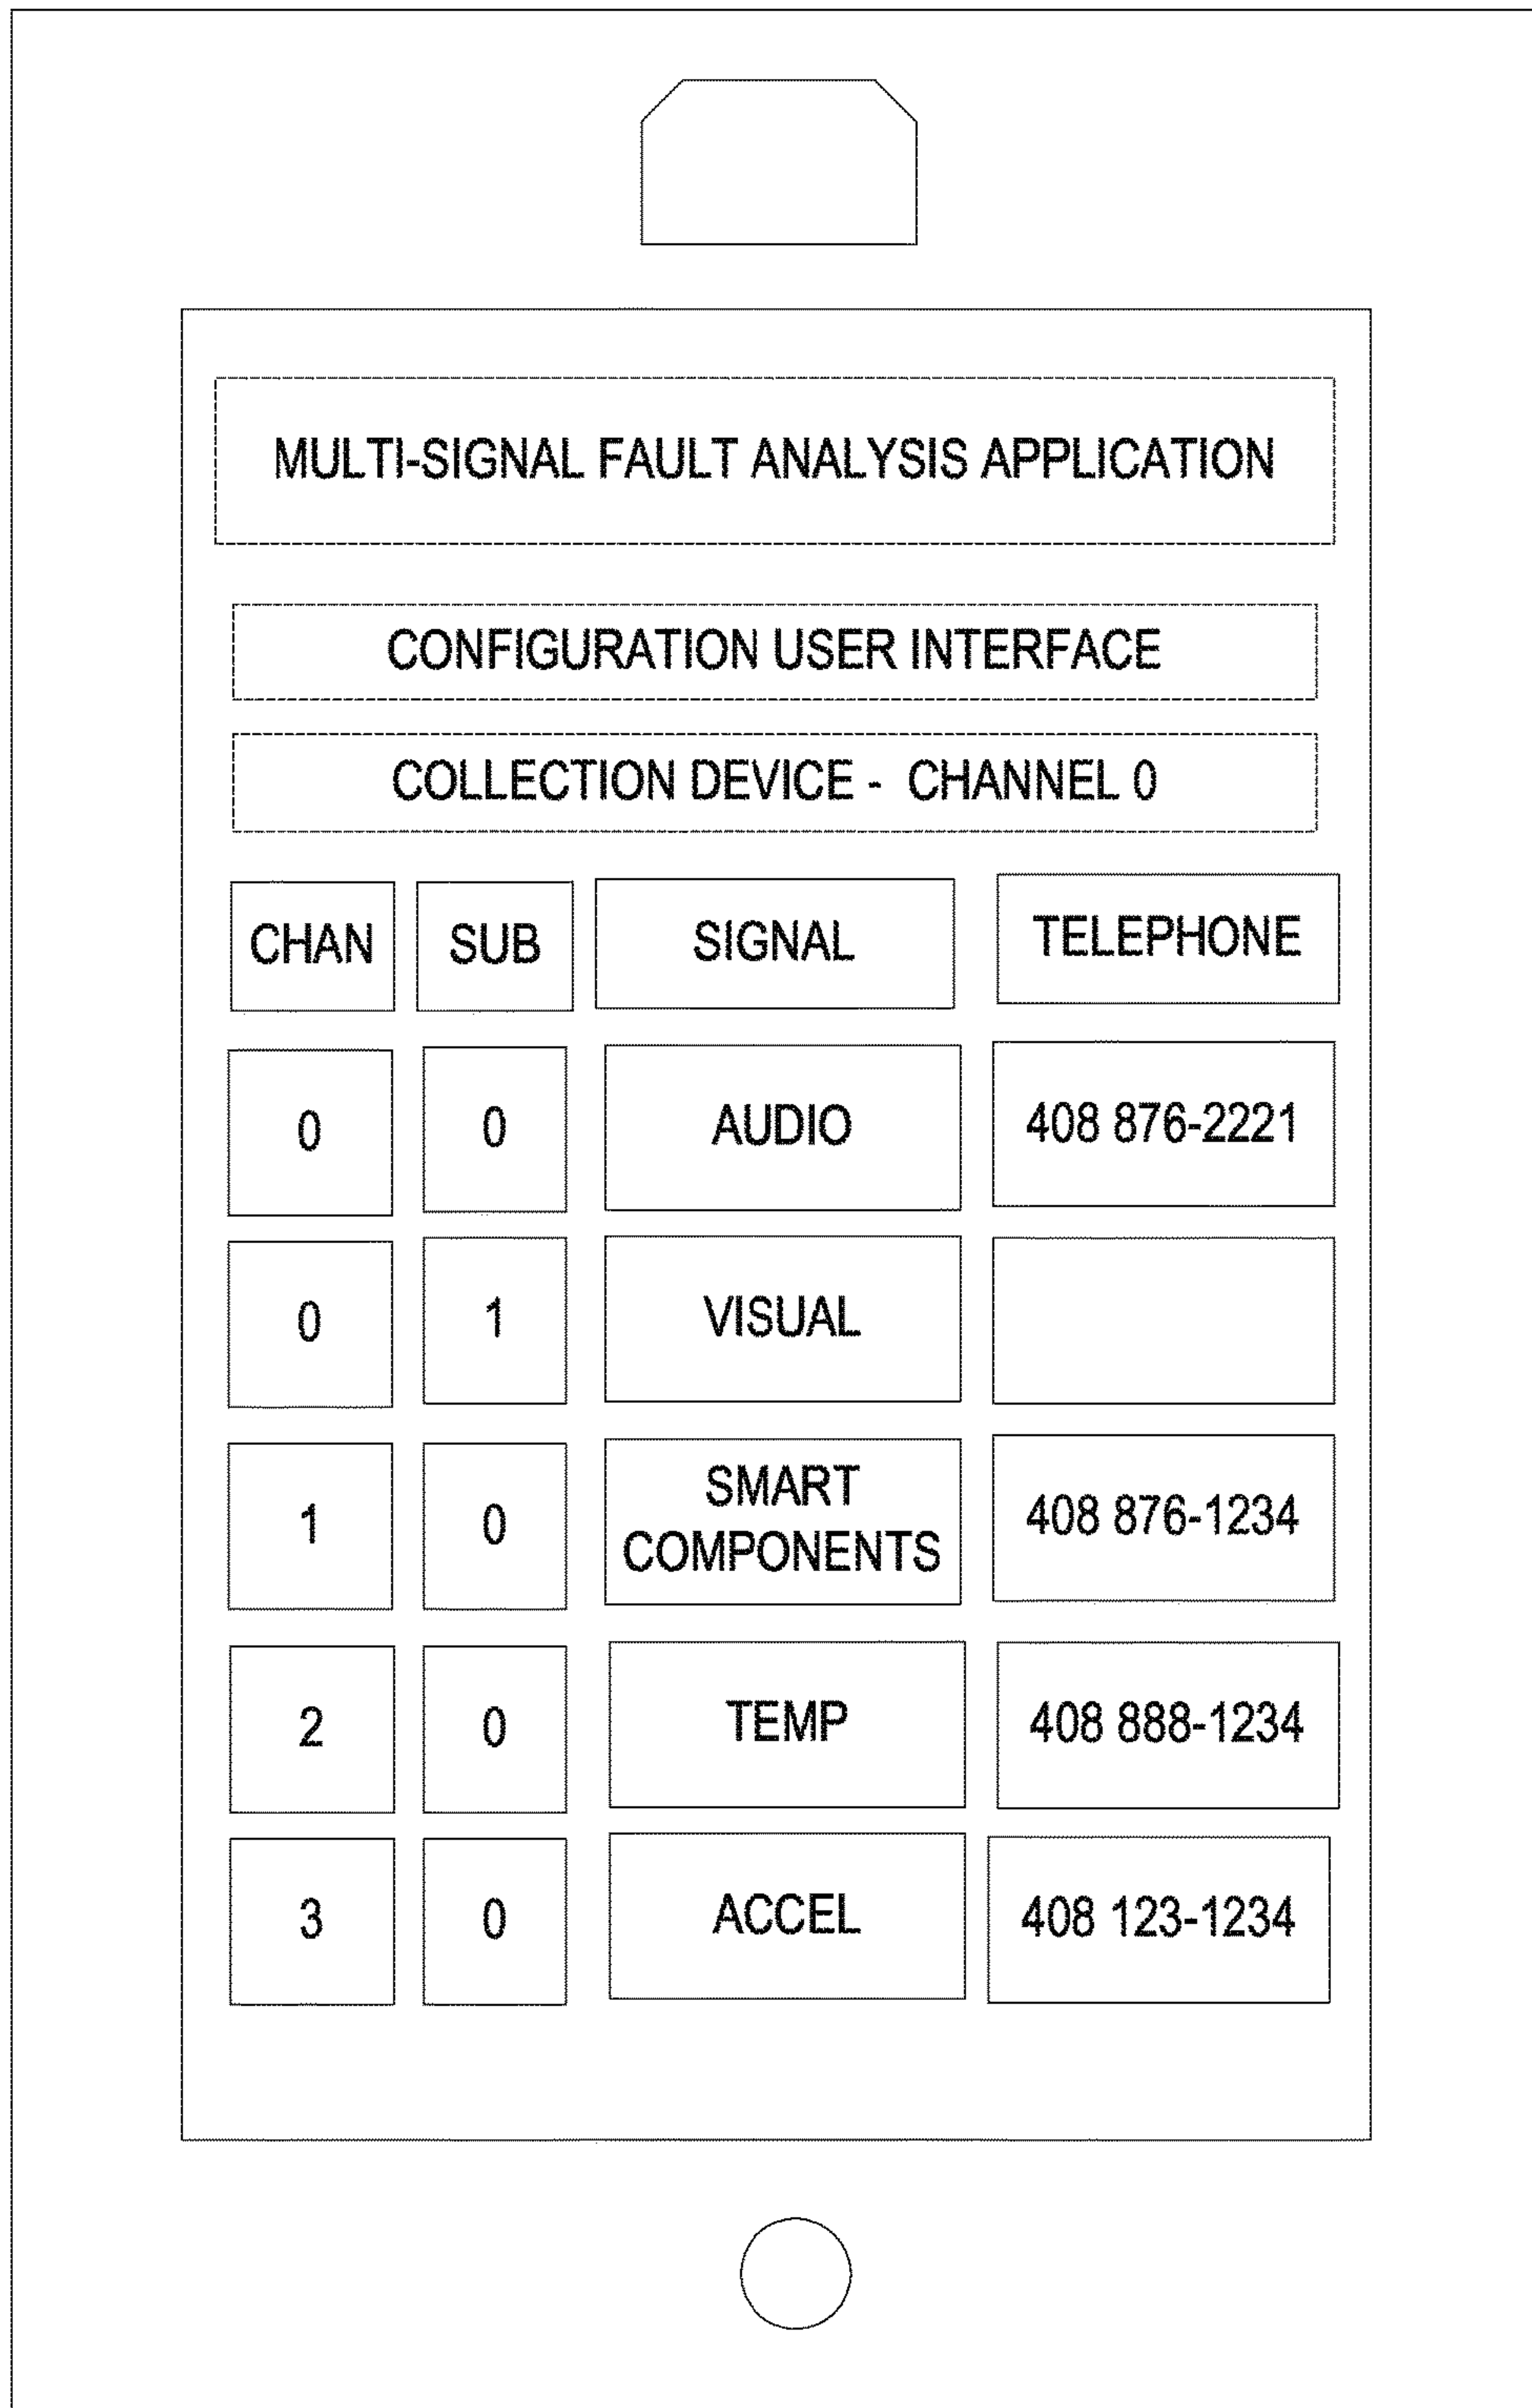 MULTI-SIGNAL FAULT ANALYSIS APPLICATION
CONFIGURATION USER INTERFACE
COLLECTION DEVICE - CHANNEL 0
CHAN SUB SIGNAL TELEPHONE
0 0 AUDIO 408 876-2221
0 1 VISUAL
1 0 SMART COMPONENTS 408 876-1234
2 0 TEMP 408 888-1234
3 0 ACCEL 408 123-1234